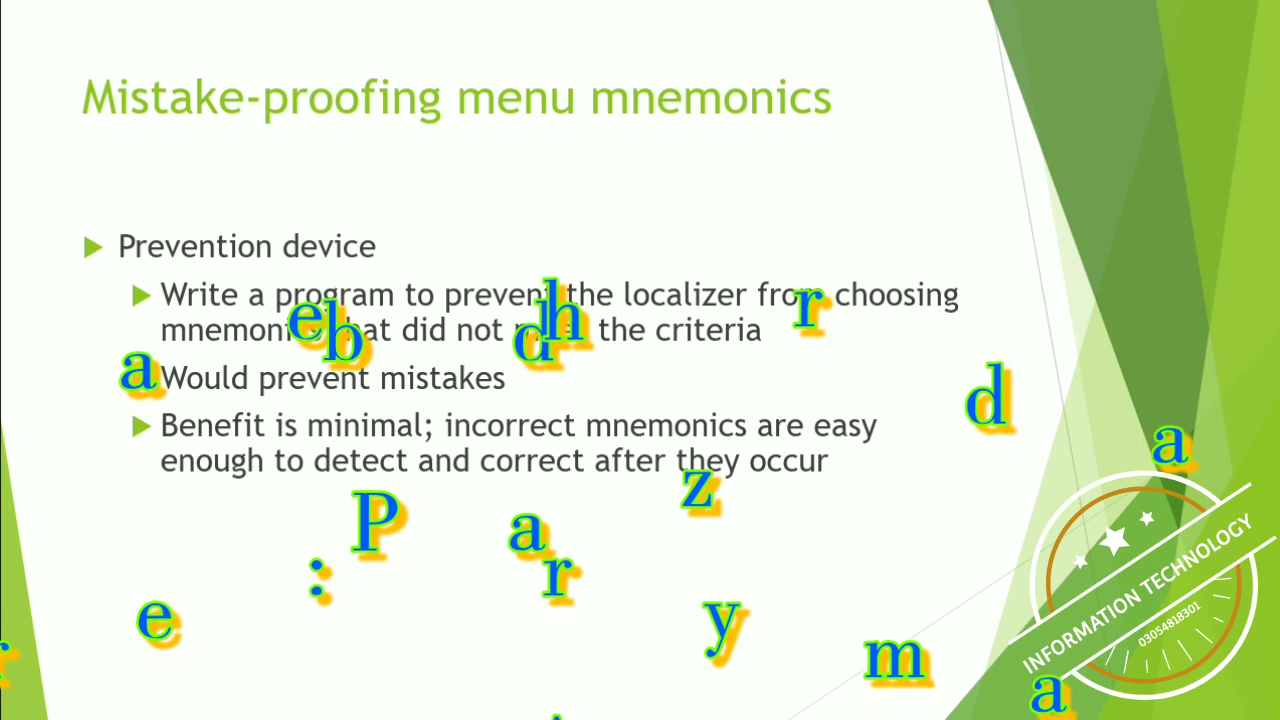 Mistake-proofing menu mnemonics
Prevention device
Write a program to prevent the localizer from choosing
mnemonics that did not meet the criteria
Would prevent mistakes
Benefit is minimal; incorrect mnemonics are easy
enough to detect and correct after they occur
e
b
d
h
r
a
d
a
z
P
a
:
r
e
y
m
r
a
INFORMATION TECHNOLOGY
03054818301